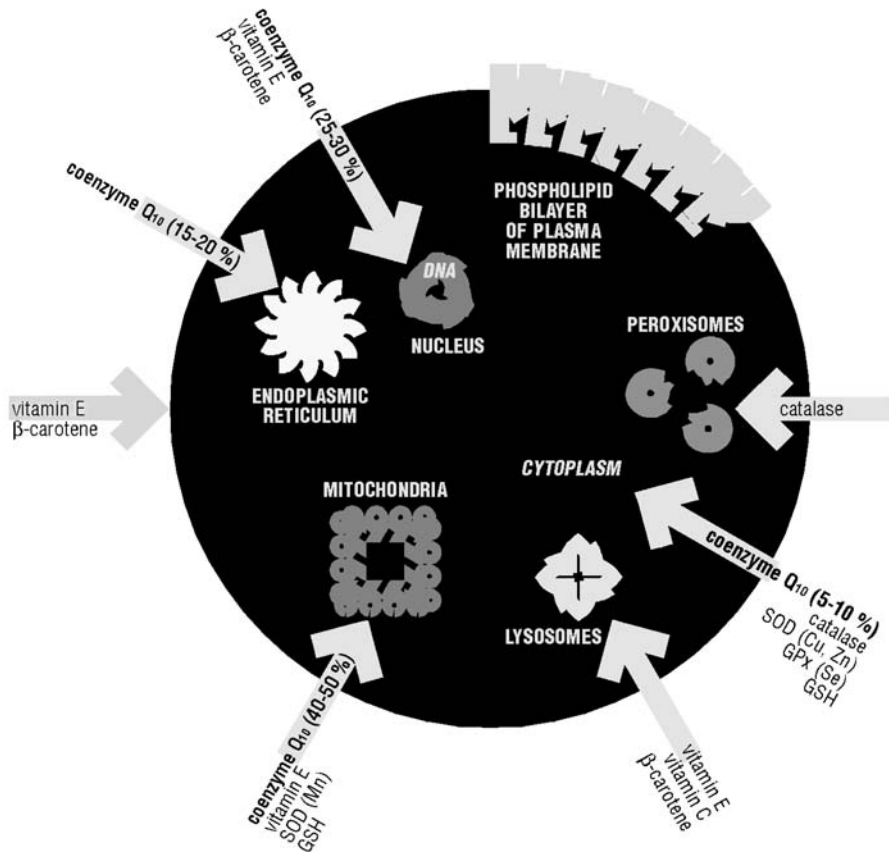 coenzyme Q10 (25-30 %)
vitamin E
β-carotene
coenzyme Q10 (15-20 %)
PHOSPHOLIPID
BILAYER
OF PLASMA
MEMBRANE
DNA
NUCLEUS
PEROXISOMES
ENDOPLASMIC
RETICULUM
vitamin E
β-carotene
catalase
CYTOPLASM
MITOCHONDRIA
LYSOSOMES
coenzyme Q10 (5-10 %)
catalase
SOD (Cu, Zn)
GPx (Se)
GSH
coenzyme Q10 (40-50 %)
vitamin E
SOD (Mn)
GSH
vitamin E
vitamin C
β-carotene